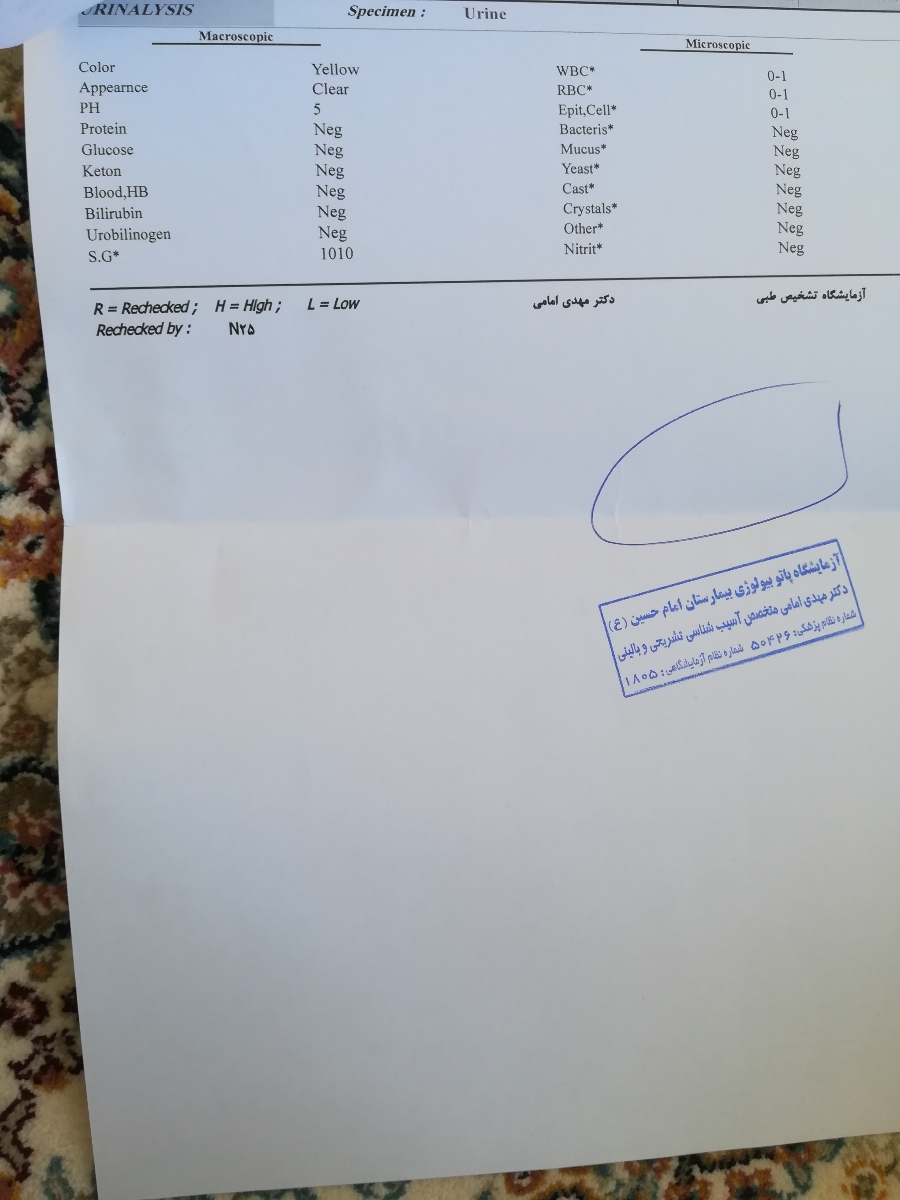 URINALYSIS Specimen : Urine
Macroscopic Microscopic
Color Yellow WBC* 0-1
Appearnce Clear RBC* 0-1
PH 5 Epit,Cell* 0-1
Protein Neg Bacteris* Neg
Glucose Neg Mucus* Neg
Keton Neg Yeast* Neg
Blood,HB Neg Cast* Neg
Bilirubin Neg Crystals* Neg
Urobilinogen Neg Other* Neg
S.G* 1010 Nitrit* Neg
R = Rechecked ; H = High ; L = Low دکتر مهدی امامی آزمایشگاه تشخیص طبی
Rechecked by : N۲۵
آزمایشگاه پاتو بیولوژی بیمارستان امام حسین (ع)
دکتر مهدی امامی متخصص آسیب شناسی تشریحی و بالینی
شماره نظام پزشکی: ۵۰۴۲۶ شماره نظام آزمایشگاهی: ۱۸۰۵